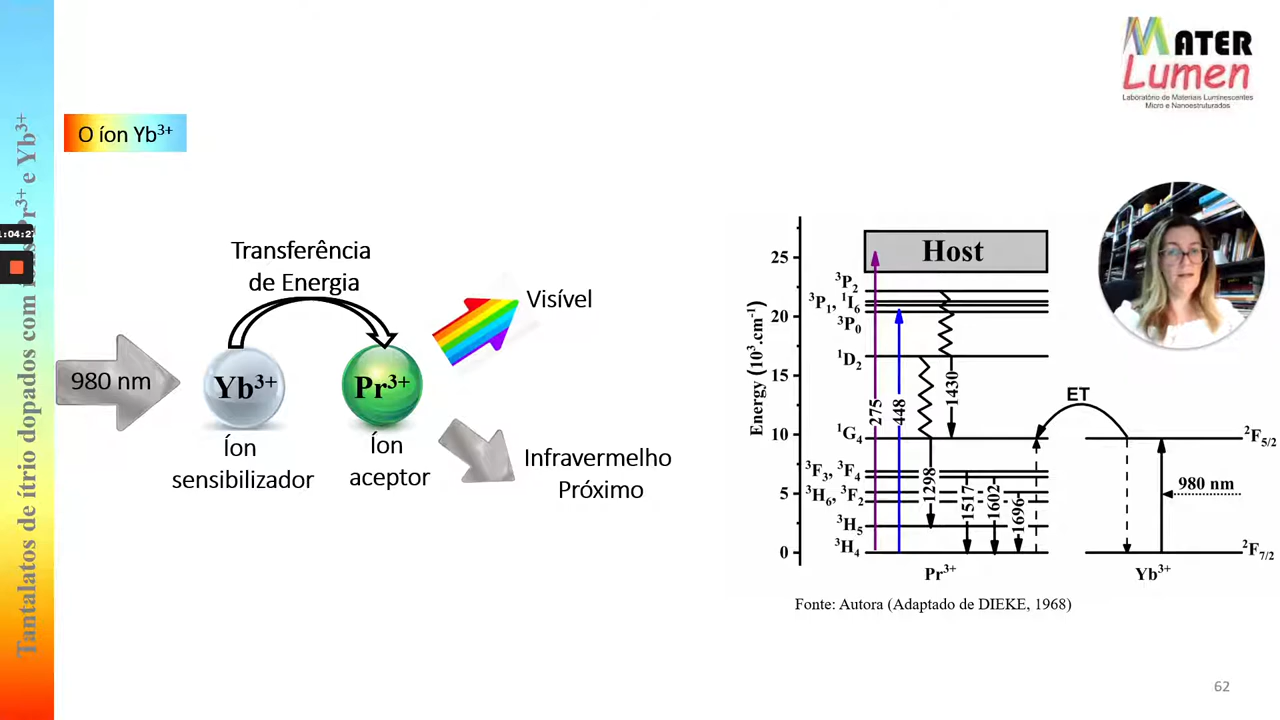 Tantalatos de ítrio dopados com íons Pr³⁺ e Yb³⁺
MATER
Lumen
Laboratório de Materiais Luminescentes
Micro e Nanoestruturados
O íon Yb³⁺
1:04:27
Transferência
de Energia
980 nm
Yb³⁺
Pr³⁺
Íon
sensibilizador
Íon
aceptor
Visível
Infravermelho
Próximo
Energy (10³.cm⁻¹)
25
20
15
10
5
0
Host
³P₂
³P₁, ¹I₆
³P₀
¹D₂
¹G₄
³F₃, ³F₄
³H₆, ³F₂
³H₅
³H₄
275
448
1430
1298
1517
1602
1696
ET
²F₅/₂
980 nm
²F₇/₂
Pr³⁺
Yb³⁺
Fonte: Autora (Adaptado de DIEKE, 1968)
62